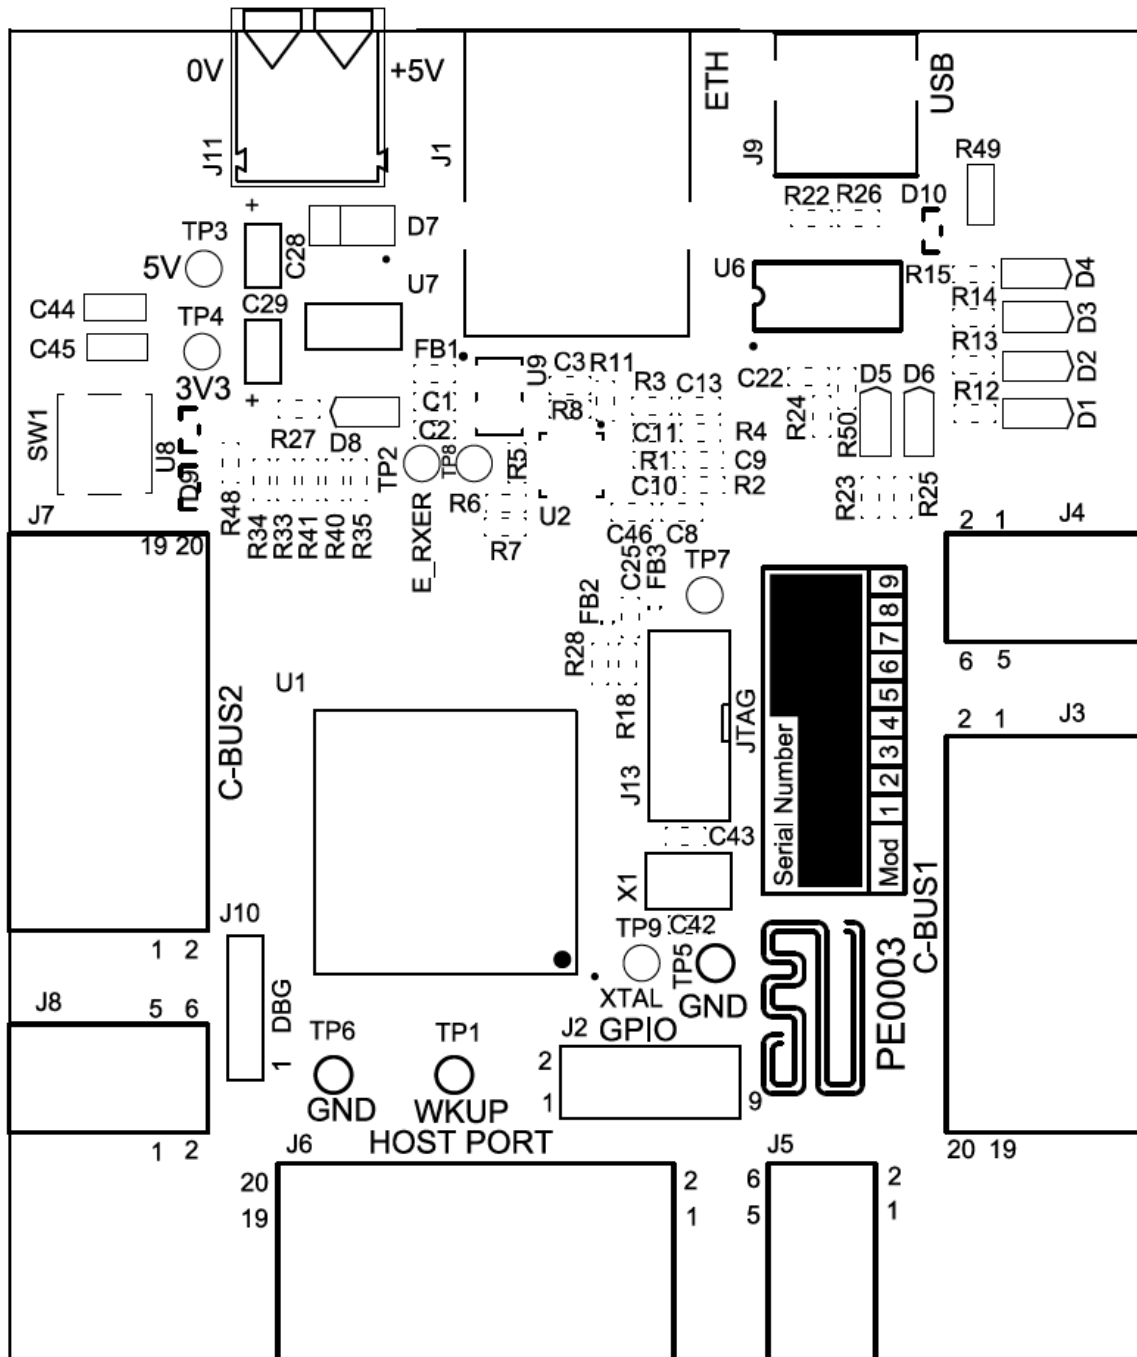 0V
+5V
J11
J1
ETH
J9
USB
R49
R22
R26
D10
TP3
5V
+
C28
D7
U7
U6
R15
D4
C44
C29
TP4
R14
D3
C45
3V3
FB1
U9
C3
R11
R13
D2
C22
D5
D6
SW1
U8
+
R27
D8
C1
C2
R8
R3
C13
R24
R50
R12
D1
D9
TP2
TP8
R5
C11
R4
R1
C9
C10
R2
R48
R34
R33
R41
R40
R35
R6
U2
R7
E_RXER
C46
C8
R23
R25
J7
19
20
2
1
J4
C25
FB3
TP7
FB2
R28
R18
6
5
U1
C-BUS2
J13
JTAG
Serial Number
Mod 1 2 3 4 5 6 7 8 9
2
1
J3
C43
X1
C42
TP9
TP5
XTAL
GND
C-BUS1
PE0003
J10
1
2
J8
5
6
DBG
1
TP6
GND
TP1
WKUP
J2
GPIO
2
1
9
1
2
HOST PORT
J6
J5
20
19
20
19
2
1
6
5
2
1